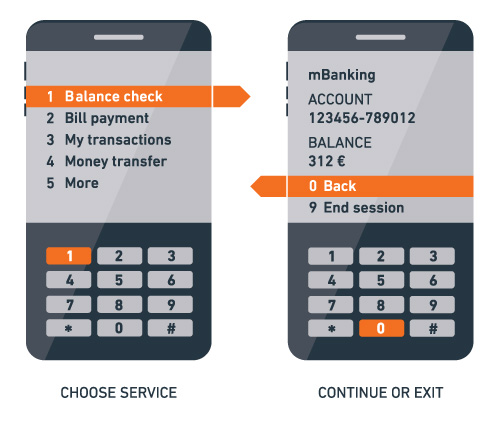 1 Balance check
2 Bill payment
3 My transactions
4 Money transfer
5 More
1 2 3
4 5 6
7 8 9
* 0 #
CHOOSE SERVICE
mBanking
ACCOUNT
123456-789012
BALANCE
312 €
0 Back
9 End session
1 2 3
4 5 6
7 8 9
* 0 #
CONTINUE OR EXIT